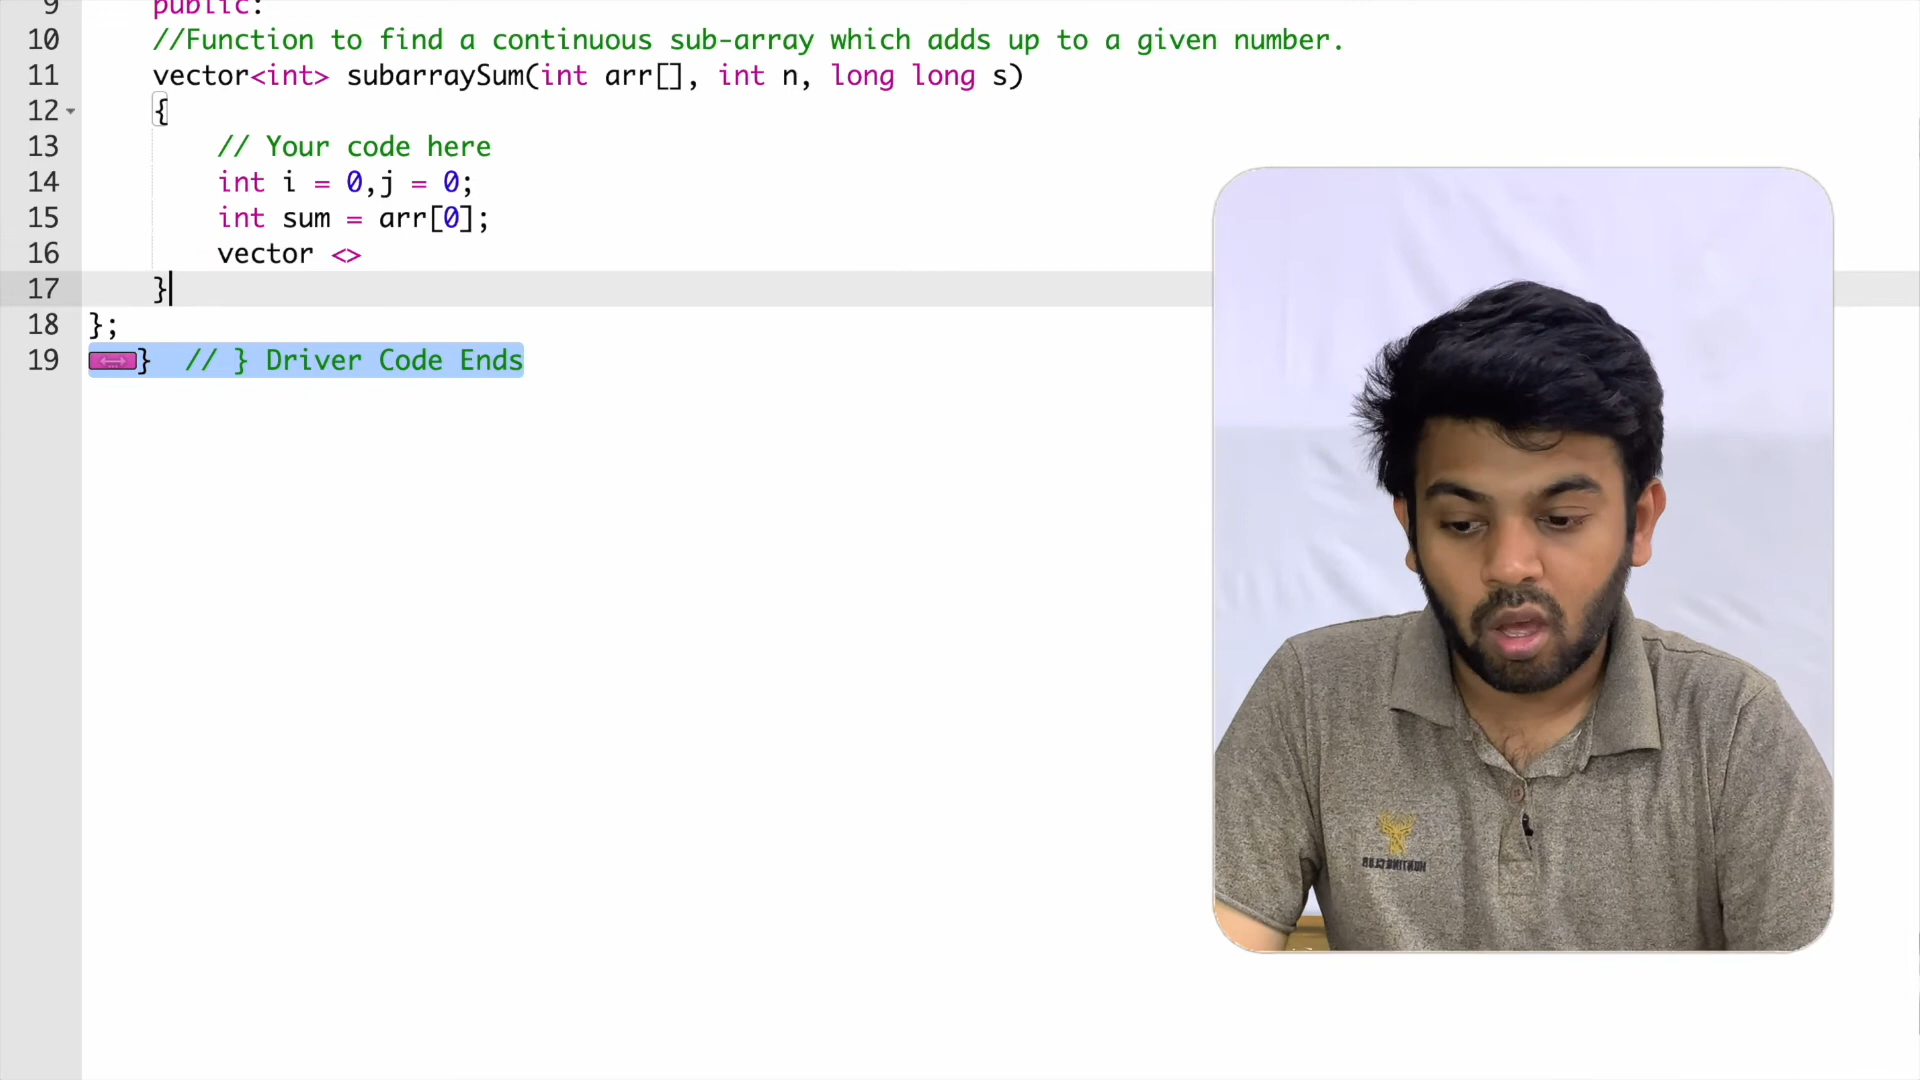 9 public:
10 //Function to find a continuous sub-array which adds up to a given number.
11 vector<int> subarraySum(int arr[], int n, long long s)
12 {
13 // Your code here
14 int i = 0,j = 0;
15 int sum = arr[0];
16 vector <>
17 }
18 };
19 } // } Driver Code Ends